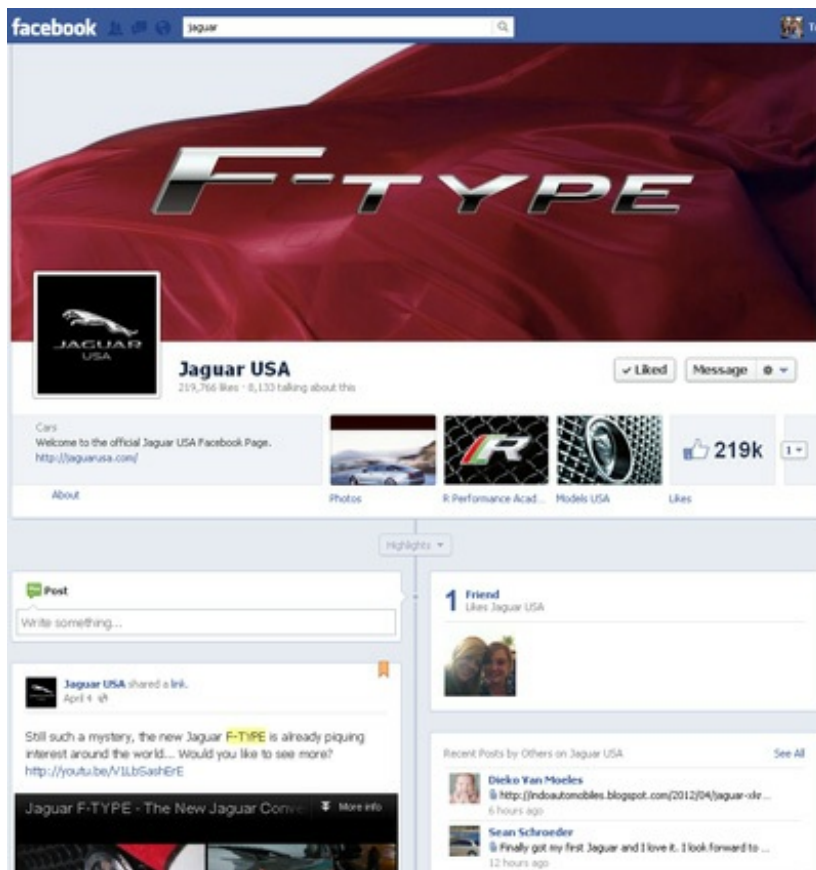 facebook
jaguar
F-TYPE
JAGUAR
USA
Jaguar USA
219,766 likes · 8,133 talking about this
Liked
Message
Cars
Welcome to the official Jaguar USA Facebook Page.
http://jaguarusa.com/
About
Photos
R Performance Acad...
Models USA
219k
Likes
1
Highlights
Post
Write something...
1 Friend
Likes Jaguar USA
Jaguar USA shared a link.
April 4
Still such a mystery, the new Jaguar F-TYPE is already piquing
interest around the world... Would you like to see more?
http://youtu.be/V1LbSashErE
Jaguar F-TYPE - The New Jaguar Conve
More info
Recent Posts by Others on Jaguar USA
See All
Dieko Van Moeles
http://indoautomobiles.blogspot.com/2012/04/jaguar-xkr...
6 hours ago
Sean Schroeder
Finally got my first Jaguar and I love it. I look forward to ...
12 hours ago